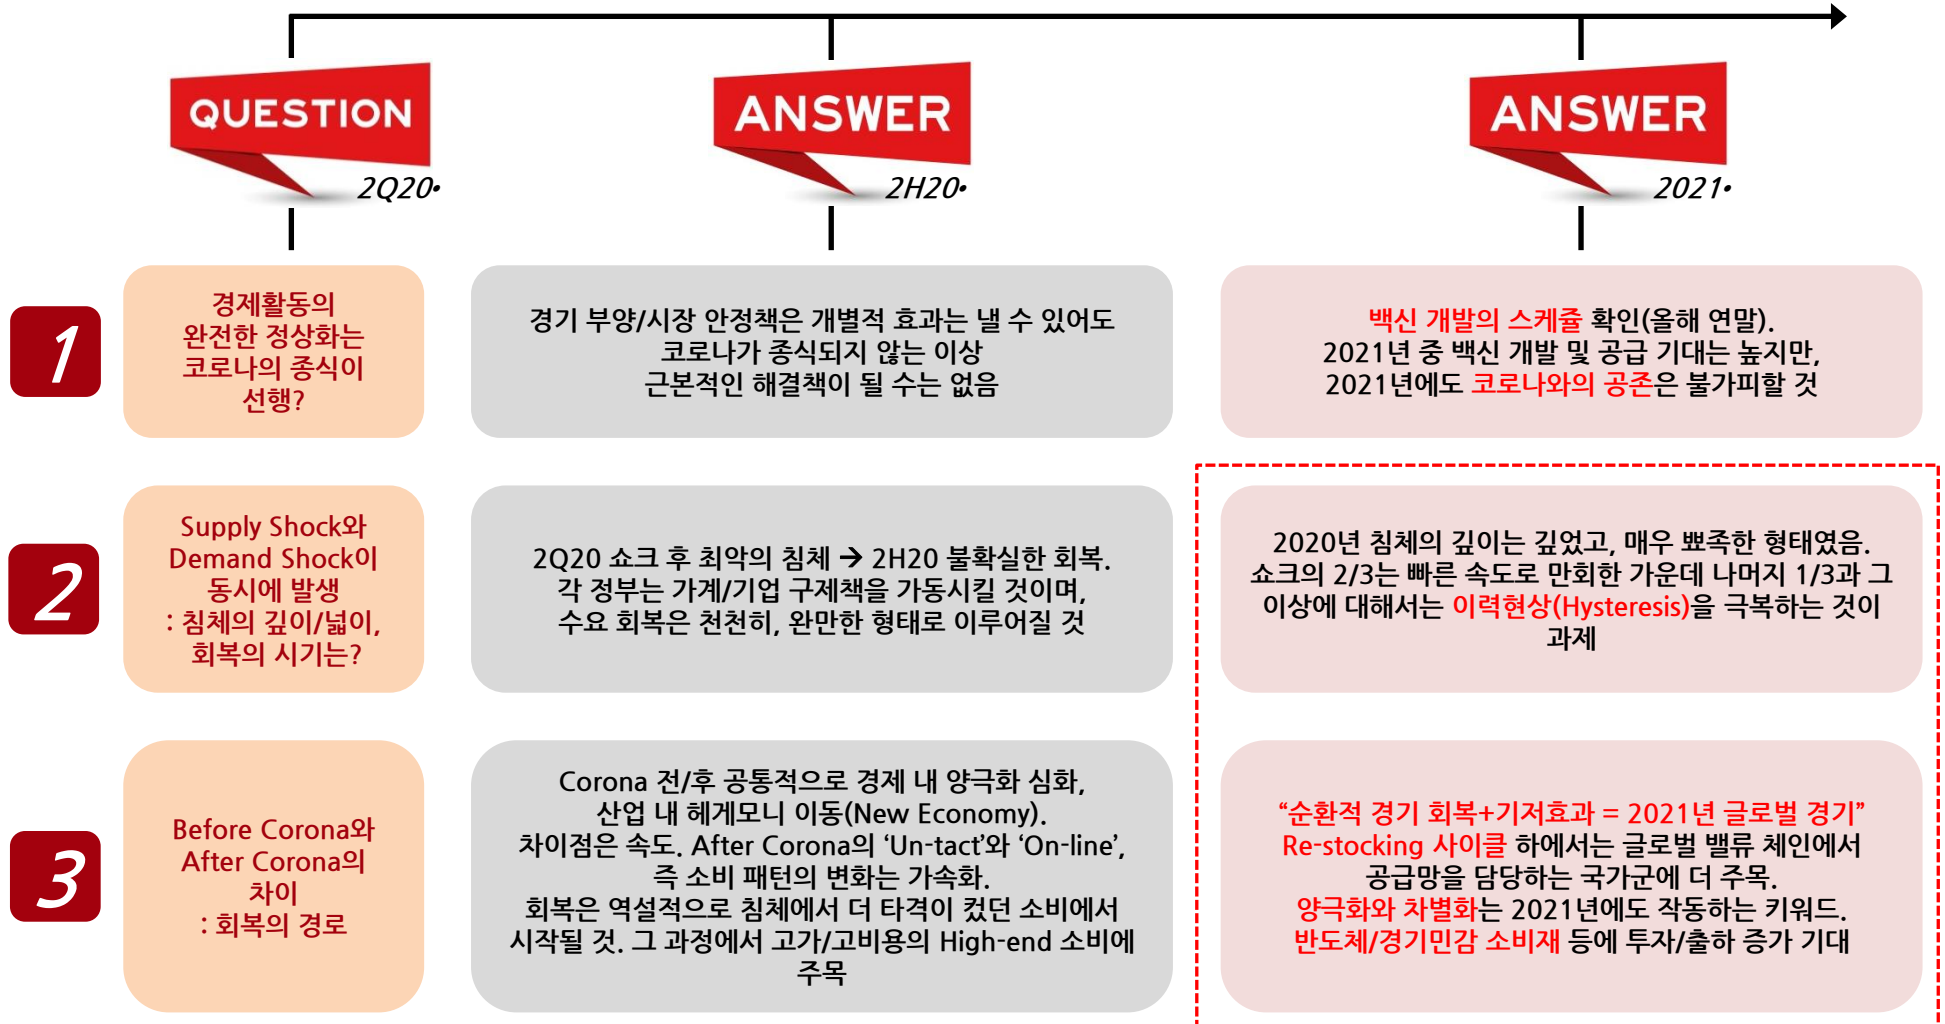 QUESTION
2Q20•
ANSWER
2H20•
ANSWER
2021•
1
경제활동의
완전한 정상화는
코로나의 종식이
선행?
경기 부양/시장 안정책은 개별적 효과는 낼 수 있어도
코로나가 종식되지 않는 이상
근본적인 해결책이 될 수는 없음
백신 개발의 스케쥴 확인(올해 연말).
2021년 중 백신 개발 및 공급 기대는 높지만,
2021년에도 코로나와의 공존은 불가피할 것
2
Supply Shock와
Demand Shock이
동시에 발생
: 침체의 깊이/넓이,
회복의 시기는?
2Q20 쇼크 후 최악의 침체 → 2H20 불확실한 회복.
각 정부는 가계/기업 구제책을 가동시킬 것이며,
수요 회복은 천천히, 완만한 형태로 이루어질 것
2020년 침체의 깊이는 깊었고, 매우 뾰족한 형태였음.
쇼크의 2/3는 빠른 속도로 만회한 가운데 나머지 1/3과 그
이상에 대해서는 이력현상(Hysteresis)을 극복하는 것이
과제
3
Before Corona와
After Corona의
차이
: 회복의 경로
Corona 전/후 공통적으로 경제 내 양극화 심화,
산업 내 헤게모니 이동(New Economy).
차이점은 속도. After Corona의 ‘Un-tact’와 ‘On-line’,
즉 소비 패턴의 변화는 가속화.
회복은 역설적으로 침체에서 더 타격이 컸던 소비에서
시작될 것. 그 과정에서 고가/고비용의 High-end 소비에
주목
“순환적 경기 회복+기저효과 = 2021년 글로벌 경기”
Re-stocking 사이클 하에서는 글로벌 밸류 체인에서
공급망을 담당하는 국가군에 더 주목.
양극화와 차별화는 2021년에도 작동하는 키워드.
반도체/경기민감 소비재 등에 투자/출하 증가 기대